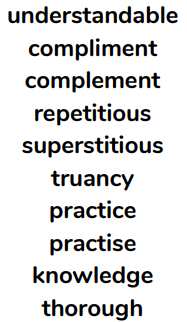 understandable
compliment
complement
repetitious
superstitious
truancy
practice
practise
knowledge
thorough